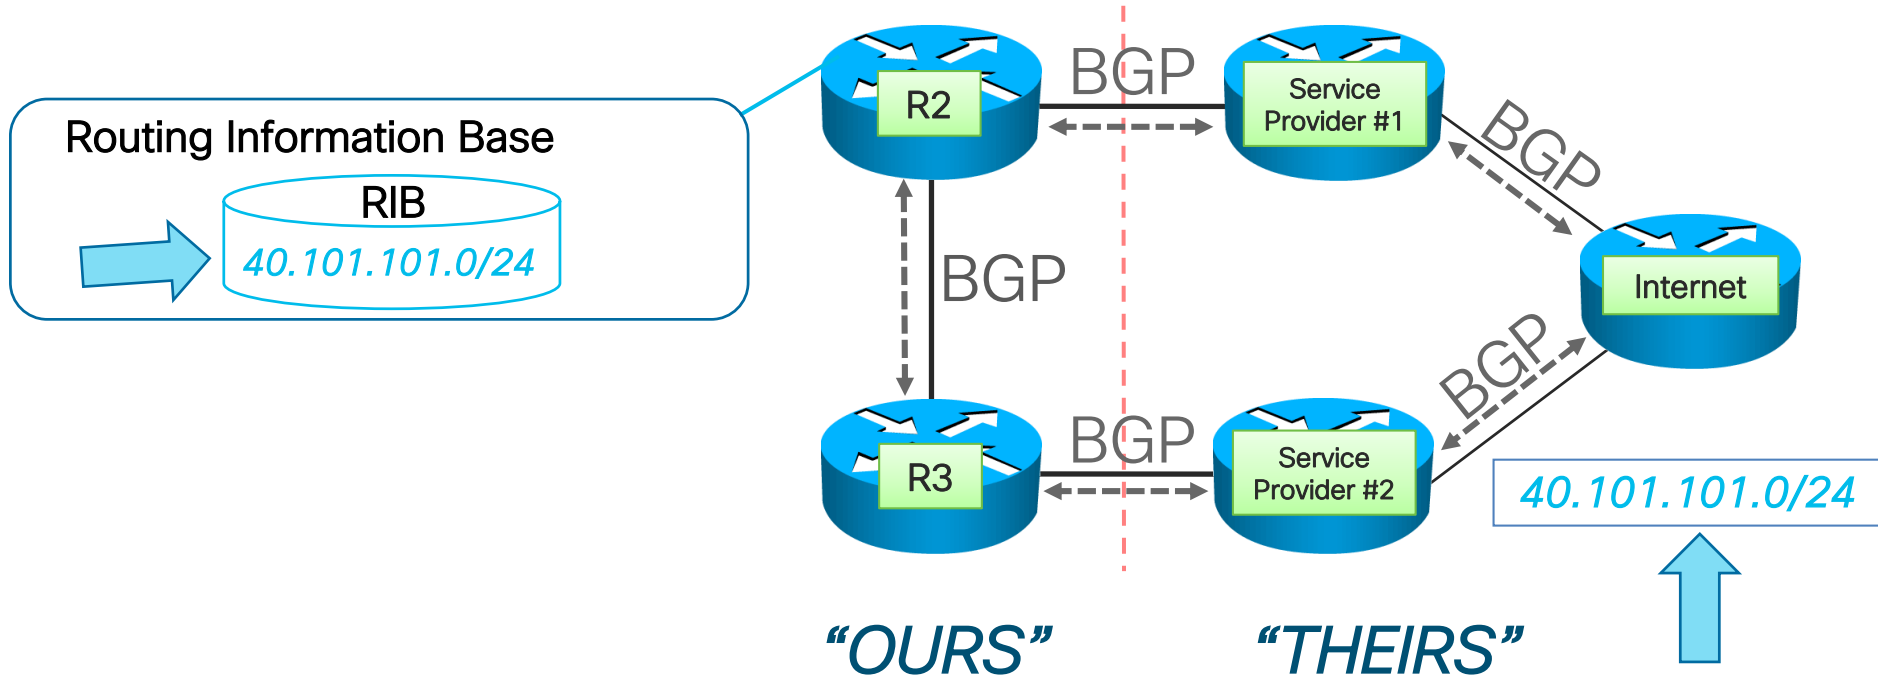 R2
BGP
Service
Provider #1
BGP
Routing Information Base
RIB
40.101.101.0/24
BGP
Internet
BGP
R3
BGP
Service
Provider #2
40.101.101.0/24
“OURS”
“THEIRS”